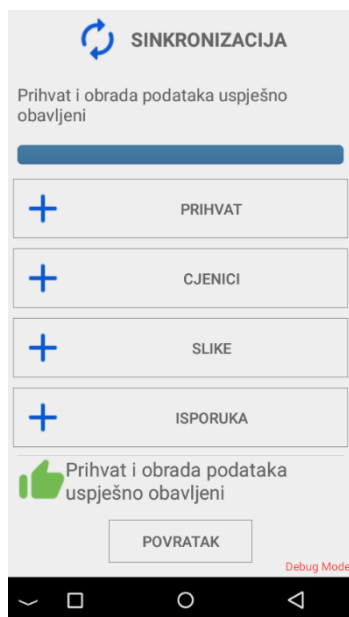 SINKRONIZACIJA
Prihvat i obrada podataka uspješno
obavljeni
PRIHVAT
CJENICI
SLIKE
ISPORUKA
Prihvat i obrada podataka
uspješno obavljeni
POVRATAK
Debug Mode